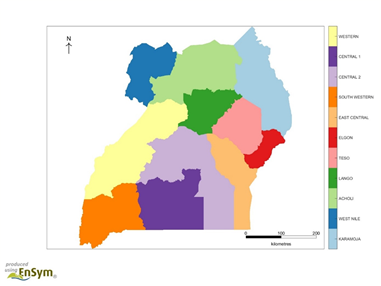 N
WESTERN
CENTRAL 1
CENTRAL 2
SOUTH WESTERN
EAST CENTRAL
ELGON
TESO
LANGO
ACHOLI
WEST NILE
KARAMOJA
0 100 200
kilometres
produced
using EnSym